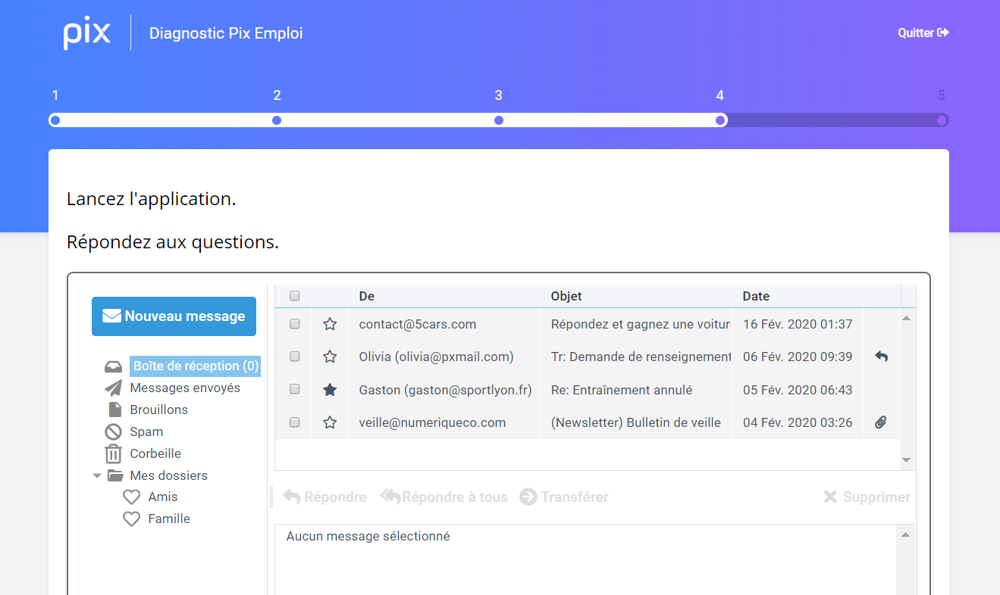 pix Diagnostic Pix Emploi Quitter
1 2 3 4 5
Lancez l'application.
Répondez aux questions.
Nouveau message
Boîte de réception (0)
Messages envoyés
Brouillons
Spam
Corbeille
Mes dossiers
Amis
Famille
De Objet Date
contact@5cars.com Répondez et gagnez une voitur 16 Fév. 2020 01:37
Olivia (olivia@pxmail.com) Tr: Demande de renseignement 06 Fév. 2020 09:39
Gaston (gaston@sportlyon.fr) Re: Entraînement annulé 05 Fév. 2020 06:43
veille@numeriqueco.com (Newsletter) Bulletin de veille 04 Fév. 2020 03:26
Répondre Répondre à tous Transférer Supprimer
Aucun message sélectionné